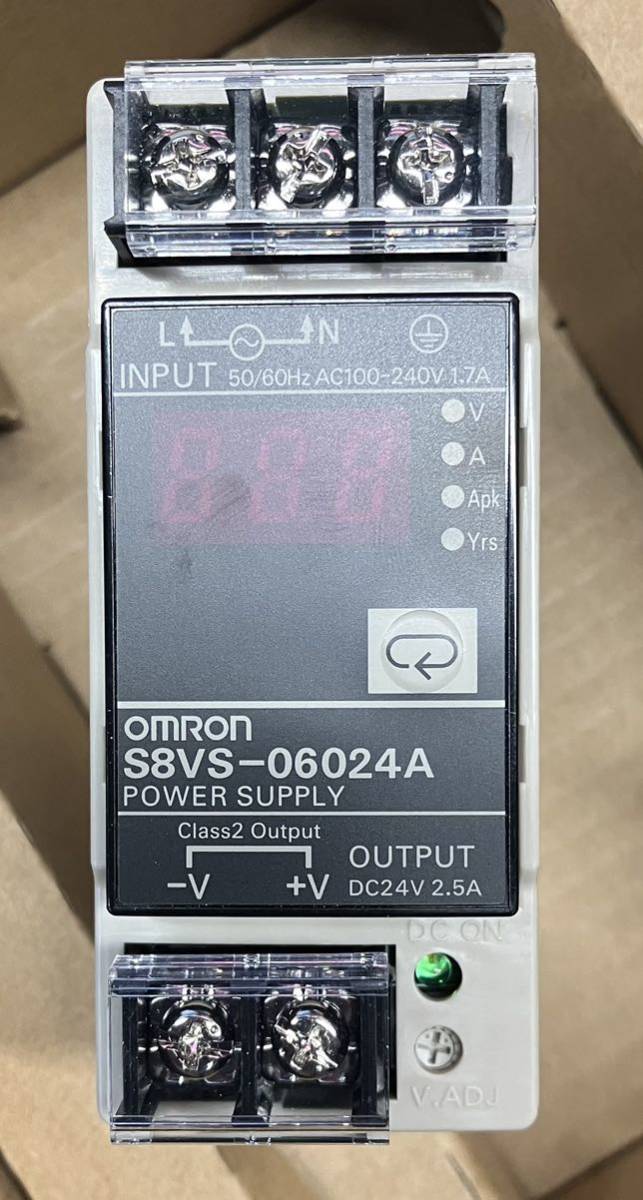 L N
INPUT 50/60Hz AC100-240V 1.7A
V
A
Apk
Yrs
OMRON
S8VS-06024A
POWER SUPPLY
Class2 Output
-V +V
OUTPUT
DC24V 2.5A
DC ON
V.ADJ